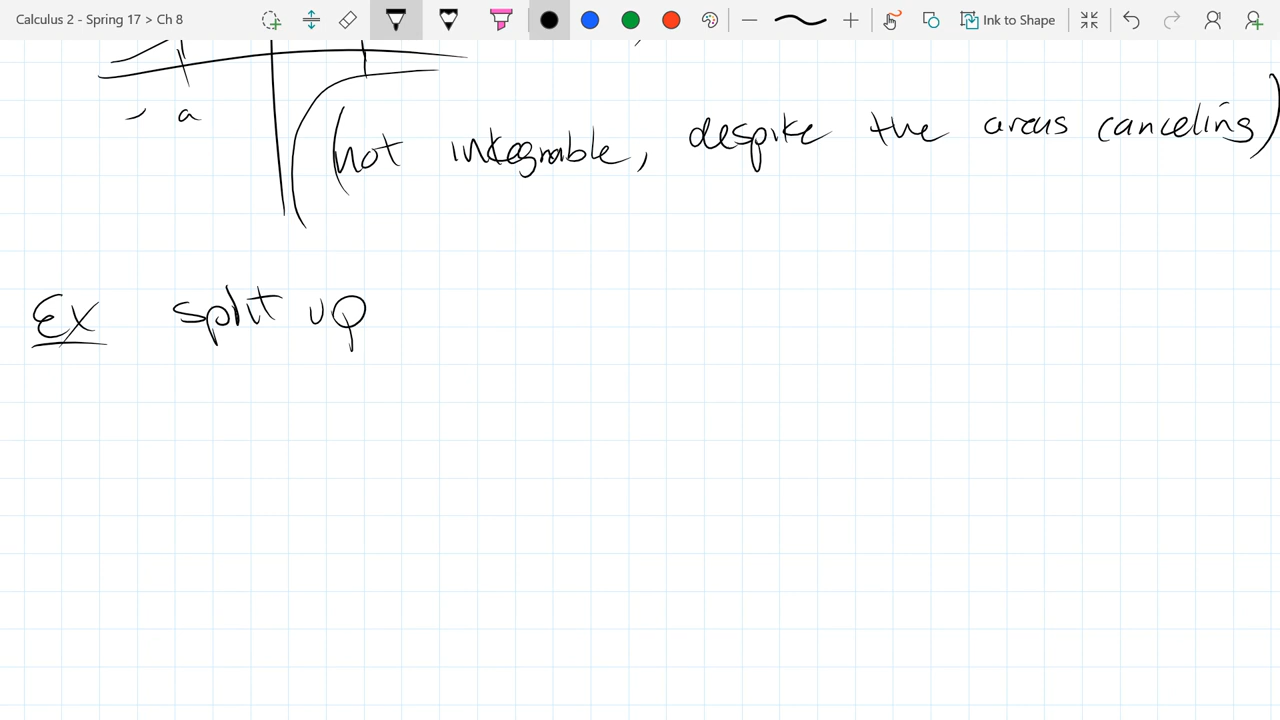 Calculus 2 - Spring 17 > Ch 8
Ink to Shape
a
(not integrable, despite the areas canceling)
Ex split up